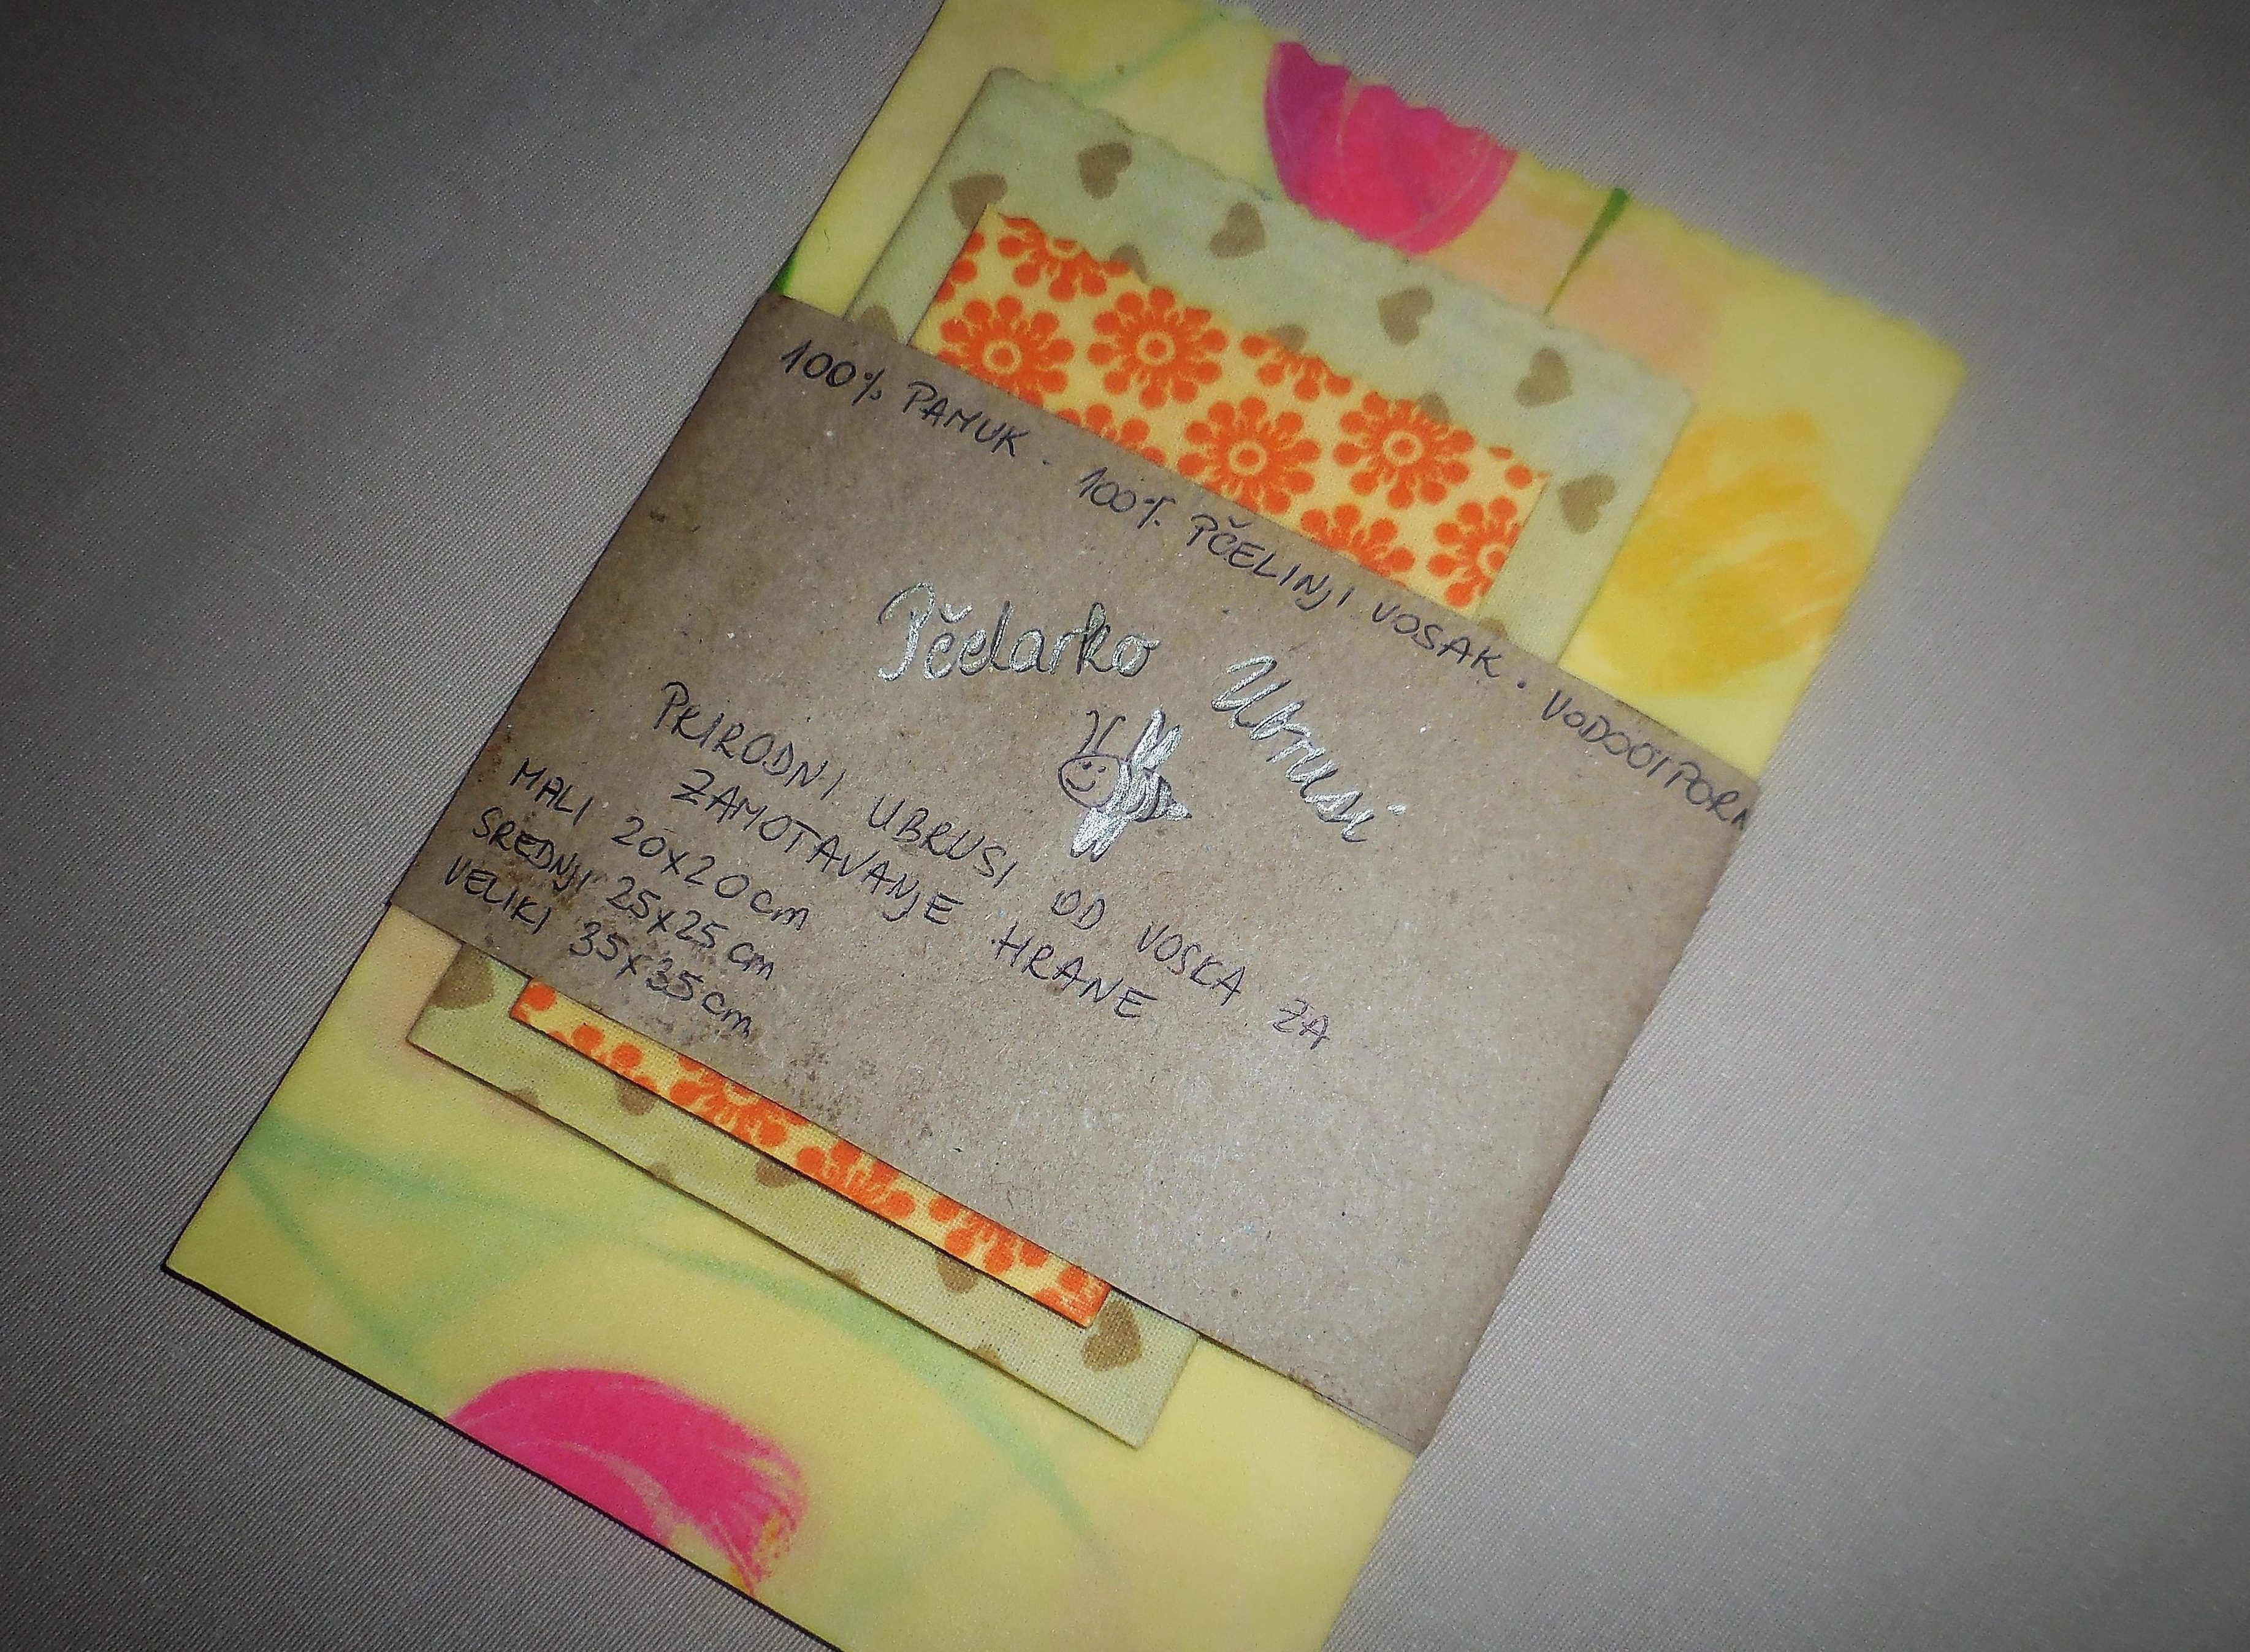 100% PAMUK · 100% PČELINJI VOSAK · VODOOTPORN
Pčelarko Ubrusi
PRIRODNI UBRUSI OD VOSKA ZA
ZAMOTAVANJE HRANE
MALI 20x20cm
SREDNJI 25x25cm
VELIKI 35x35cm